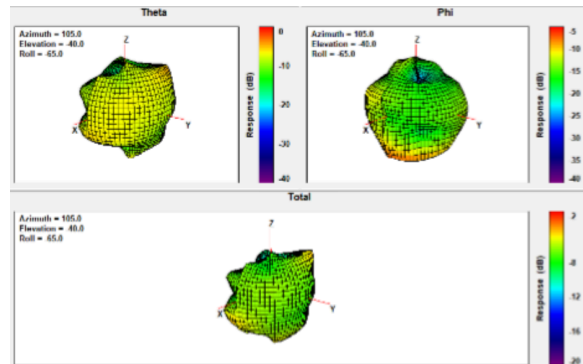 Theta
Phi
Azimuth = 105.0
Elevation = -40.0
Roll = -65.0
Z
X
Y
0
-10
-20
-30
-40
Response (dB)
Azimuth = 105.0
Elevation = -40.0
Roll = -65.0
Z
X
Y
-5
-10
-15
-20
-25
-30
-35
-40
Response (dB)
Total
Azimuth = 105.0
Elevation = -40.0
Roll = -65.0
Z
X
Y
2
-8
-12
-16
-20
Response (dB)